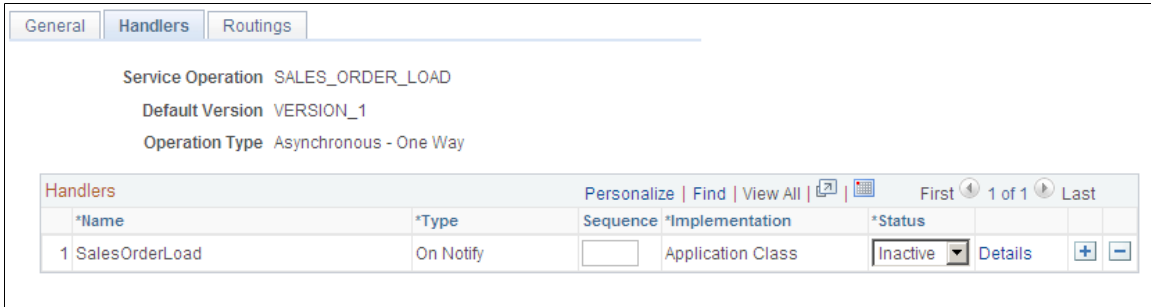 General Handlers Routings
Service Operation SALES_ORDER_LOAD
Default Version VERSION_1
Operation Type Asynchronous - One Way
Handlers Personalize | Find | View All | | First 1 of 1 Last
*Name *Type Sequence *Implementation *Status
1 SalesOrderLoad On Notify Application Class Inactive Details